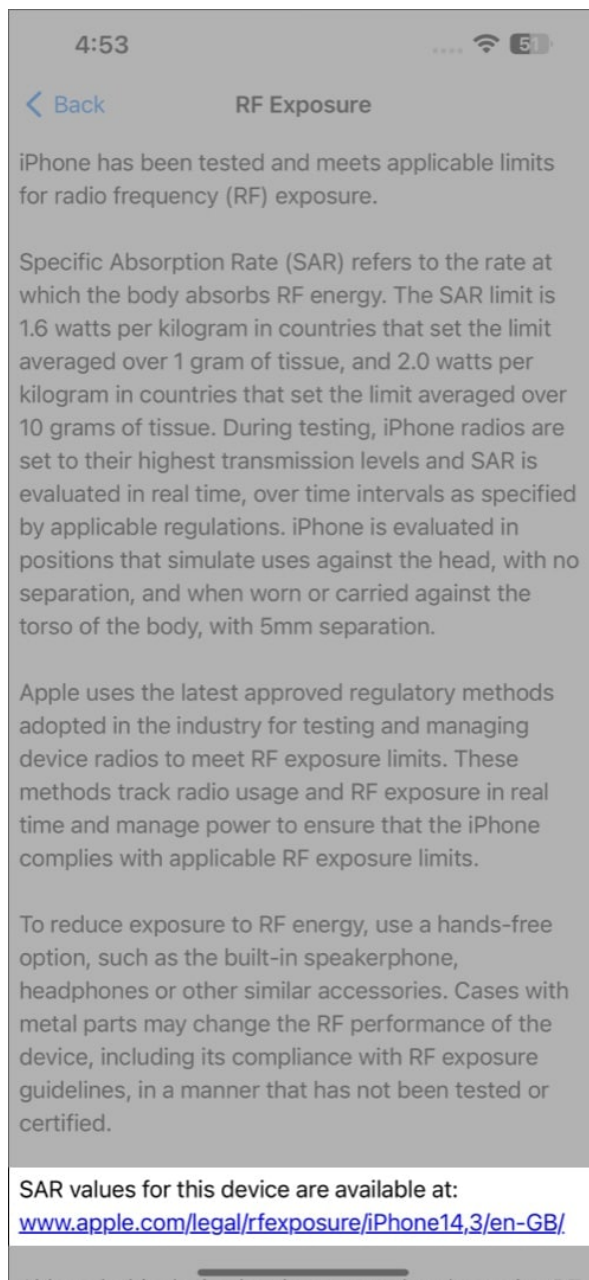 4:53
51
Back
RF Exposure
iPhone has been tested and meets applicable limits
for radio frequency (RF) exposure.
Specific Absorption Rate (SAR) refers to the rate at
which the body absorbs RF energy. The SAR limit is
1.6 watts per kilogram in countries that set the limit
averaged over 1 gram of tissue, and 2.0 watts per
kilogram in countries that set the limit averaged over
10 grams of tissue. During testing, iPhone radios are
set to their highest transmission levels and SAR is
evaluated in real time, over time intervals as specified
by applicable regulations. iPhone is evaluated in
positions that simulate uses against the head, with no
separation, and when worn or carried against the
torso of the body, with 5mm separation.
Apple uses the latest approved regulatory methods
adopted in the industry for testing and managing
device radios to meet RF exposure limits. These
methods track radio usage and RF exposure in real
time and manage power to ensure that the iPhone
complies with applicable RF exposure limits.
To reduce exposure to RF energy, use a hands-free
option, such as the built-in speakerphone,
headphones or other similar accessories. Cases with
metal parts may change the RF performance of the
device, including its compliance with RF exposure
guidelines, in a manner that has not been tested or
certified.
SAR values for this device are available at:
www.apple.com/legal/rfexposure/iPhone14,3/en-GB/